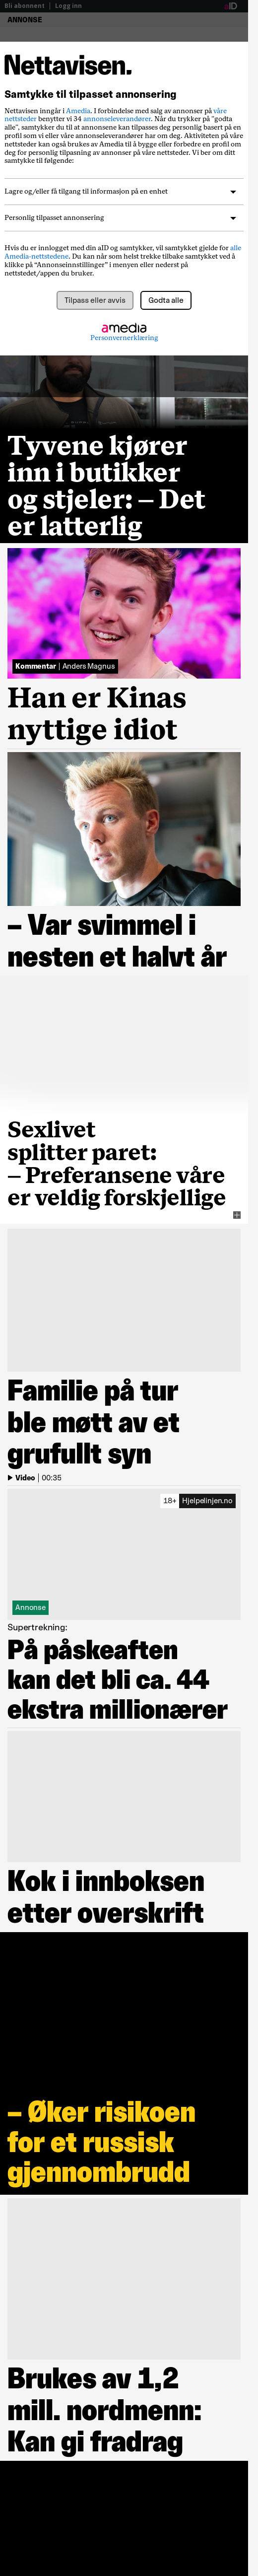 Bli abonnent | Logg inn
aID
ANNONSE
Nettavisen.
Samtykke til tilpasset annonsering
Nettavisen inngår i Amedia. I forbindelse med salg av annonser på våre
nettsteder benytter vi 34 annonseleverandører. Når du trykker på "godta
alle", samtykker du til at annonsene kan tilpasses deg personlig basert på en
profil som vi eller våre annonseleverandører har om deg. Aktiviteten på våre
nettsteder kan også brukes av Amedia til å bygge eller forbedre en profil om
deg for personlig tilpasning av annonser på våre nettsteder. Vi ber om ditt
samtykke til følgende:
Lagre og/eller få tilgang til informasjon på en enhet
Personlig tilpasset annonsering
Hvis du er innlogget med din aID og samtykker, vil samtykket gjelde for alle
Amedia-nettstedene. Du kan når som helst trekke tilbake samtykket ved å
klikke på “Annonseinnstillinger” i menyen eller nederst på
nettstedet/appen du bruker.
Tilpass eller avvis
Godta alle
amedia
Personvernerklæring
Tyvene kjører
inn i butikker
og stjeler: – Det
er latterlig
Kommentar | Anders Magnus
Han er Kinas
nyttige idiot
– Var svimmel i
nesten et halvt år
Sexlivet
splitter paret:
– Preferansene våre
er veldig forskjellige
Familie på tur
ble møtt av et
grufullt syn
Video | 00:35
18+ Hjelpelinjen.no
Annonse
Supertrekning:
På påskeaften
kan det bli ca. 44
ekstra millionærer
Kok i innboksen
etter overskrift
– Øker risikoen
for et russisk
gjennombrudd
Brukes av 1,2
mill. nordmenn:
Kan gi fradrag